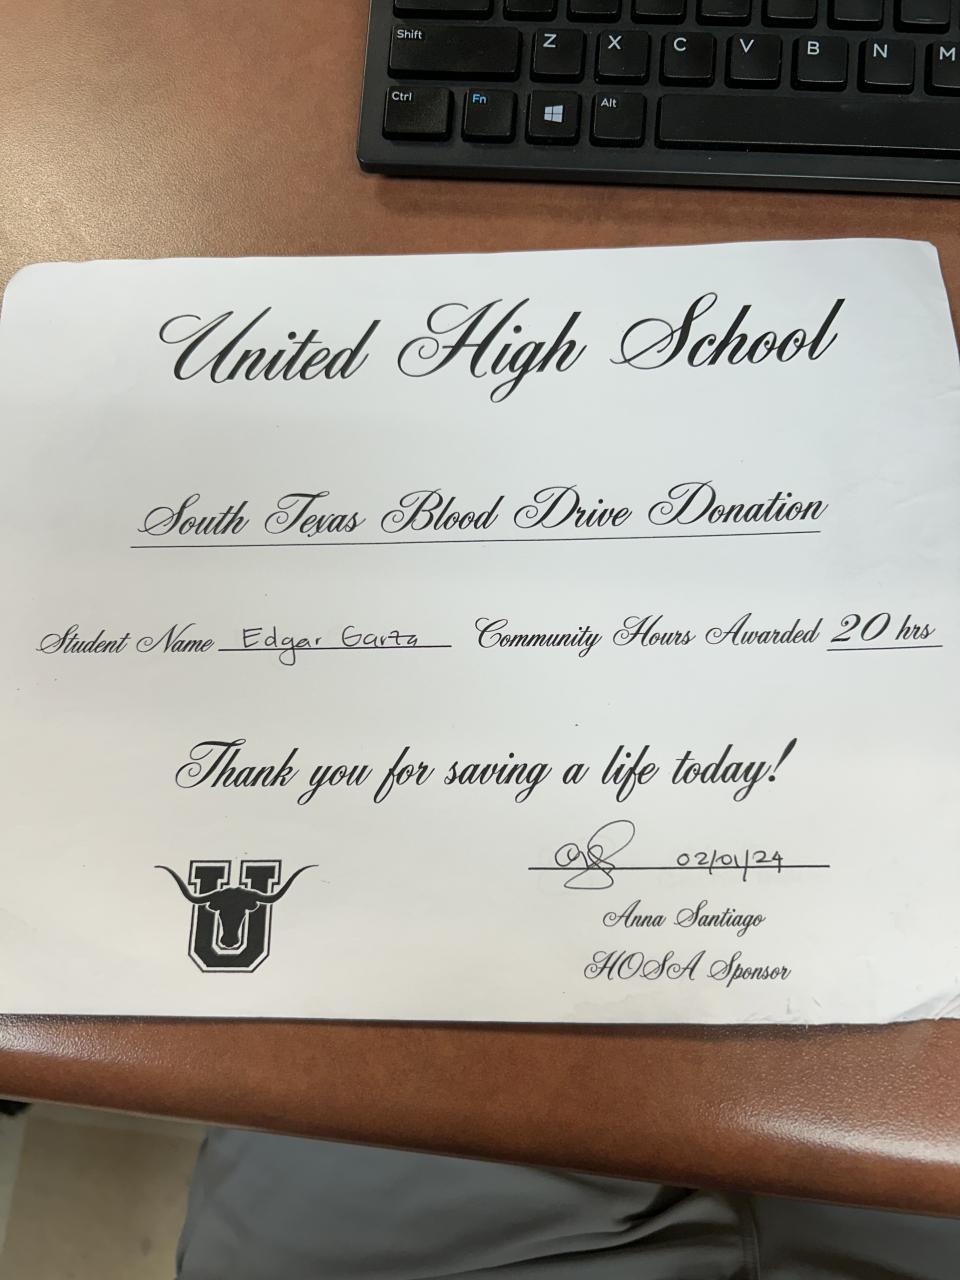 Shift Z X C V B N M
Ctrl Fn Alt
United High School
South Texas Blood Drive Donation
Student Name Edgar Garza Community Hours Awarded 20 hrs
Thank you for saving a life today!
02/01/24
U
Anna Santiago
HOSA Sponsor